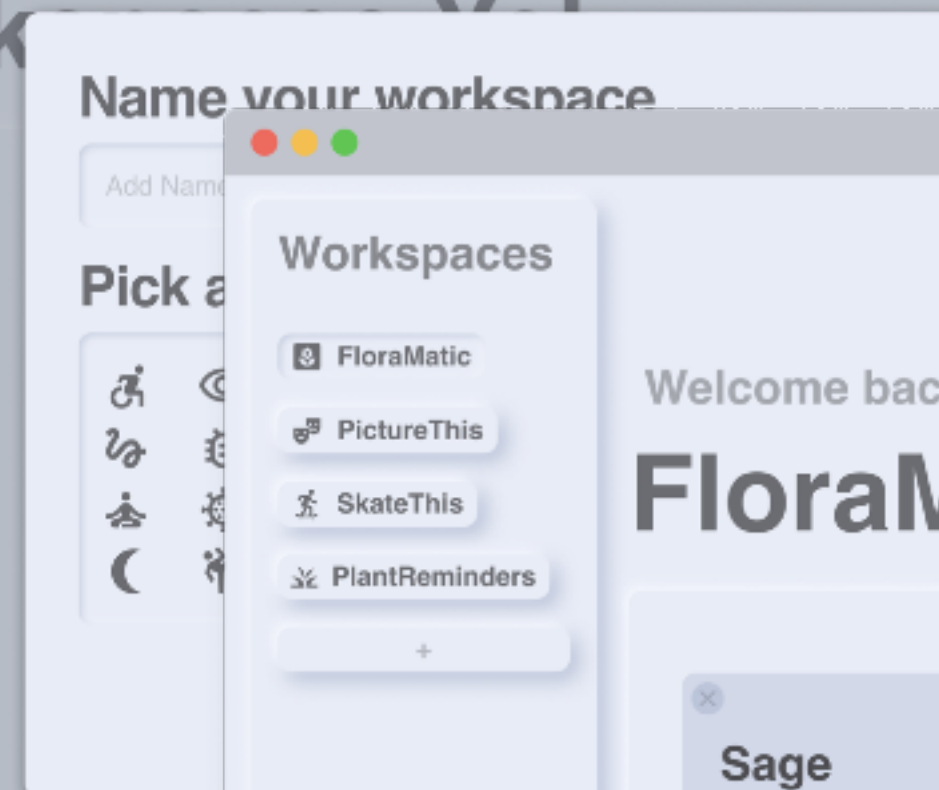 Name your workspace
Add Name
Pick a
Workspaces
FloraMatic
PictureThis
SkateThis
PlantReminders
+
Welcome bac
FloraM
Sage